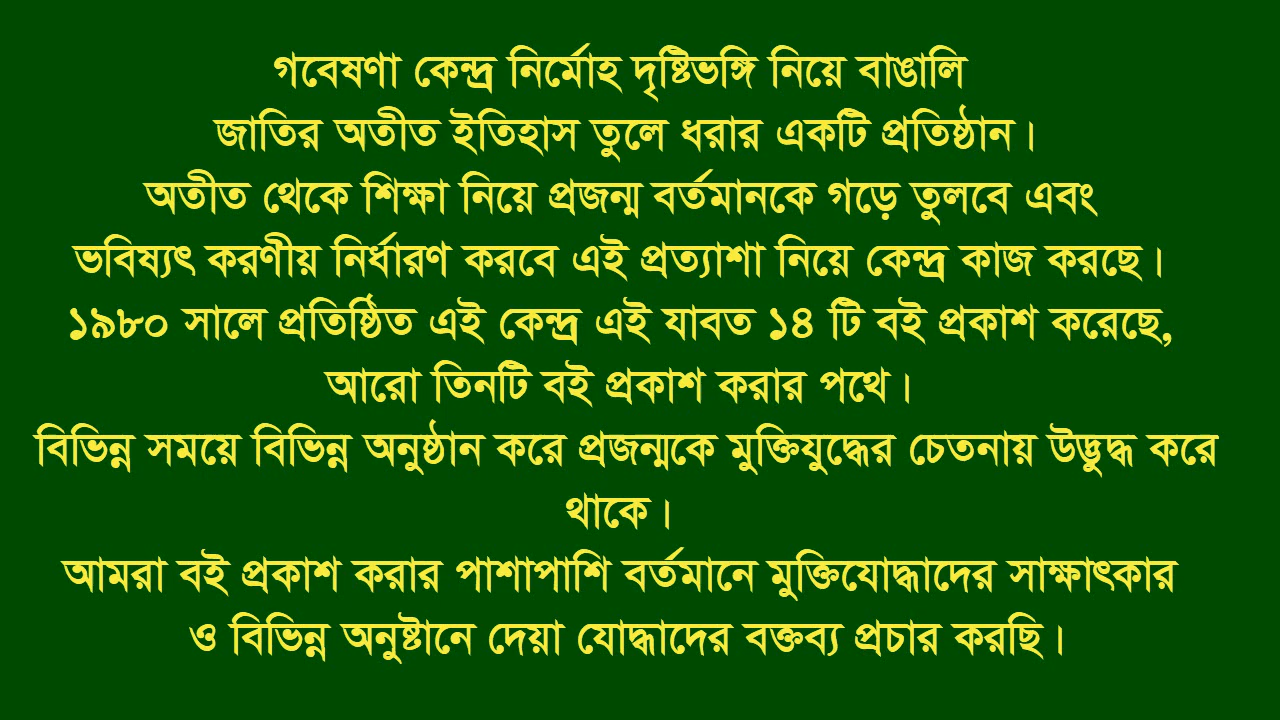 গবেষণা কেন্দ্র নির্মোহ দৃষ্টিভঙ্গি নিয়ে বাঙালি
জাতির অতীত ইতিহাস তুলে ধরার একটি প্রতিষ্ঠান।
অতীত থেকে শিক্ষা নিয়ে প্রজন্ম বর্তমানকে গড়ে তুলবে এবং
ভবিষ্যৎ করণীয় নির্ধারণ করবে এই প্রত্যাশা নিয়ে কেন্দ্র কাজ করছে।
১৯৮০ সালে প্রতিষ্ঠিত এই কেন্দ্র এই যাবত ১৪ টি বই প্রকাশ করেছে,
আরো তিনটি বই প্রকাশ করার পথে।
বিভিন্ন সময়ে বিভিন্ন অনুষ্ঠান করে প্রজন্মকে মুক্তিযুদ্ধের চেতনায় উদ্ভুদ্ধ করে
থাকে।
আমরা বই প্রকাশ করার পাশাপাশি বর্তমানে মুক্তিযোদ্ধাদের সাক্ষাৎকার
ও বিভিন্ন অনুষ্টানে দেয়া যোদ্ধাদের বক্তব্য প্রচার করছি।